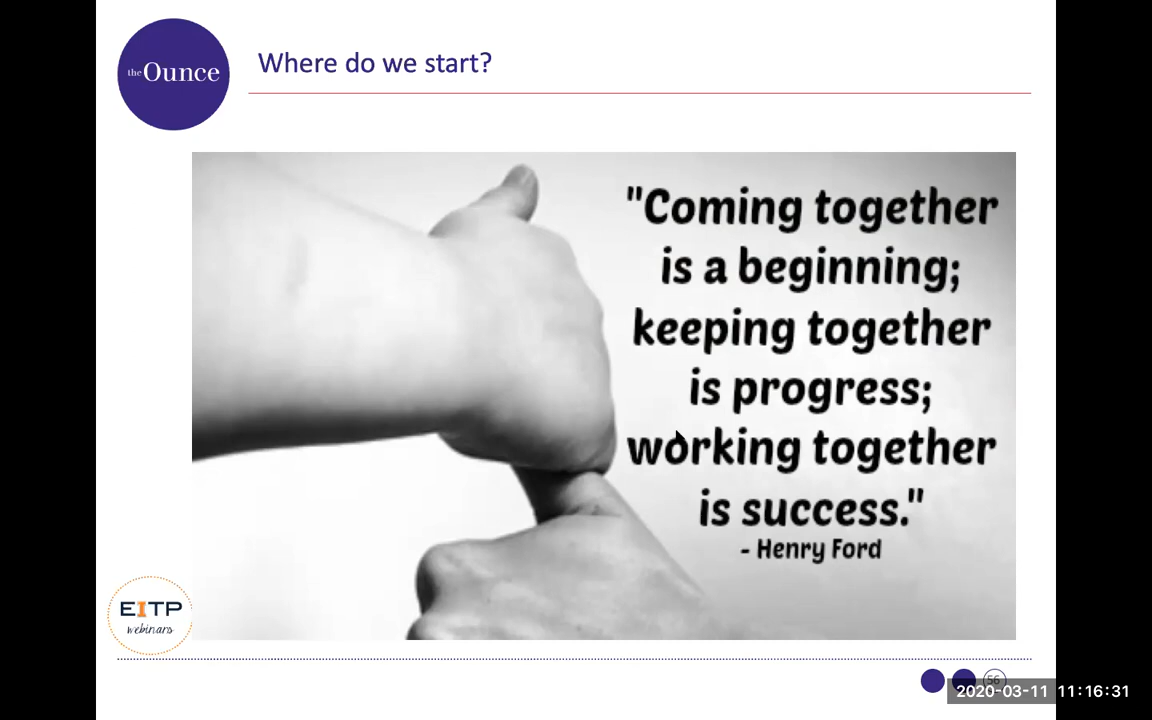 the Ounce
Where do we start?
"Coming together
is a beginning;
keeping together
is progress;
working together
is success."
- Henry Ford
EITP
webinars
56
2020-03-11 11:16:31